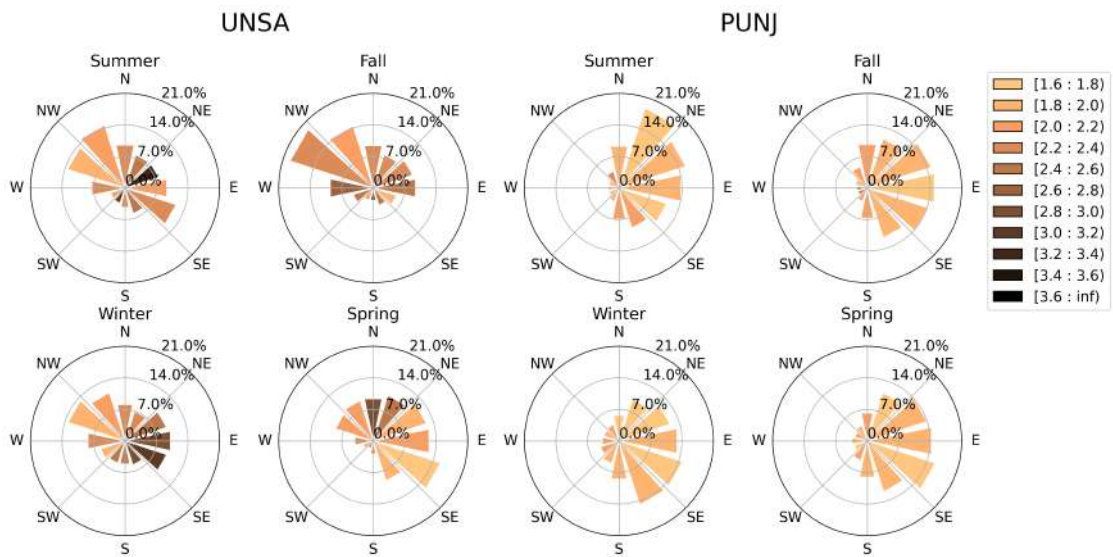 UNSA PUNJ
Summer Fall Summer Fall
N N N N
21.0% 21.0% 21.0% 21.0%
NW NE NW NE NW NE NW NE
14.0% 14.0% 14.0% 14.0%
7.0% 7.0% 7.0% 7.0%
W 0.0% E W 0.0% E W 0.0% E W 0.0% E
SW SE SW SE SW SE SW SE
S S S S
Winter Spring Winter Spring
N N N N
21.0% 21.0% 21.0% 21.0%
NW NE NW NE NW NE NW NE
14.0% 14.0% 14.0% 14.0%
7.0% 7.0% 7.0% 7.0%
W 0.0% E W 0.0% E W 0.0% E W 0.0% E
SW SE SW SE SW SE SW SE
S S S S
[1.6 : 1.8)
[1.8 : 2.0)
[2.0 : 2.2)
[2.2 : 2.4)
[2.4 : 2.6)
[2.6 : 2.8)
[2.8 : 3.0)
[3.0 : 3.2)
[3.2 : 3.4)
[3.4 : 3.6)
[3.6 : inf)